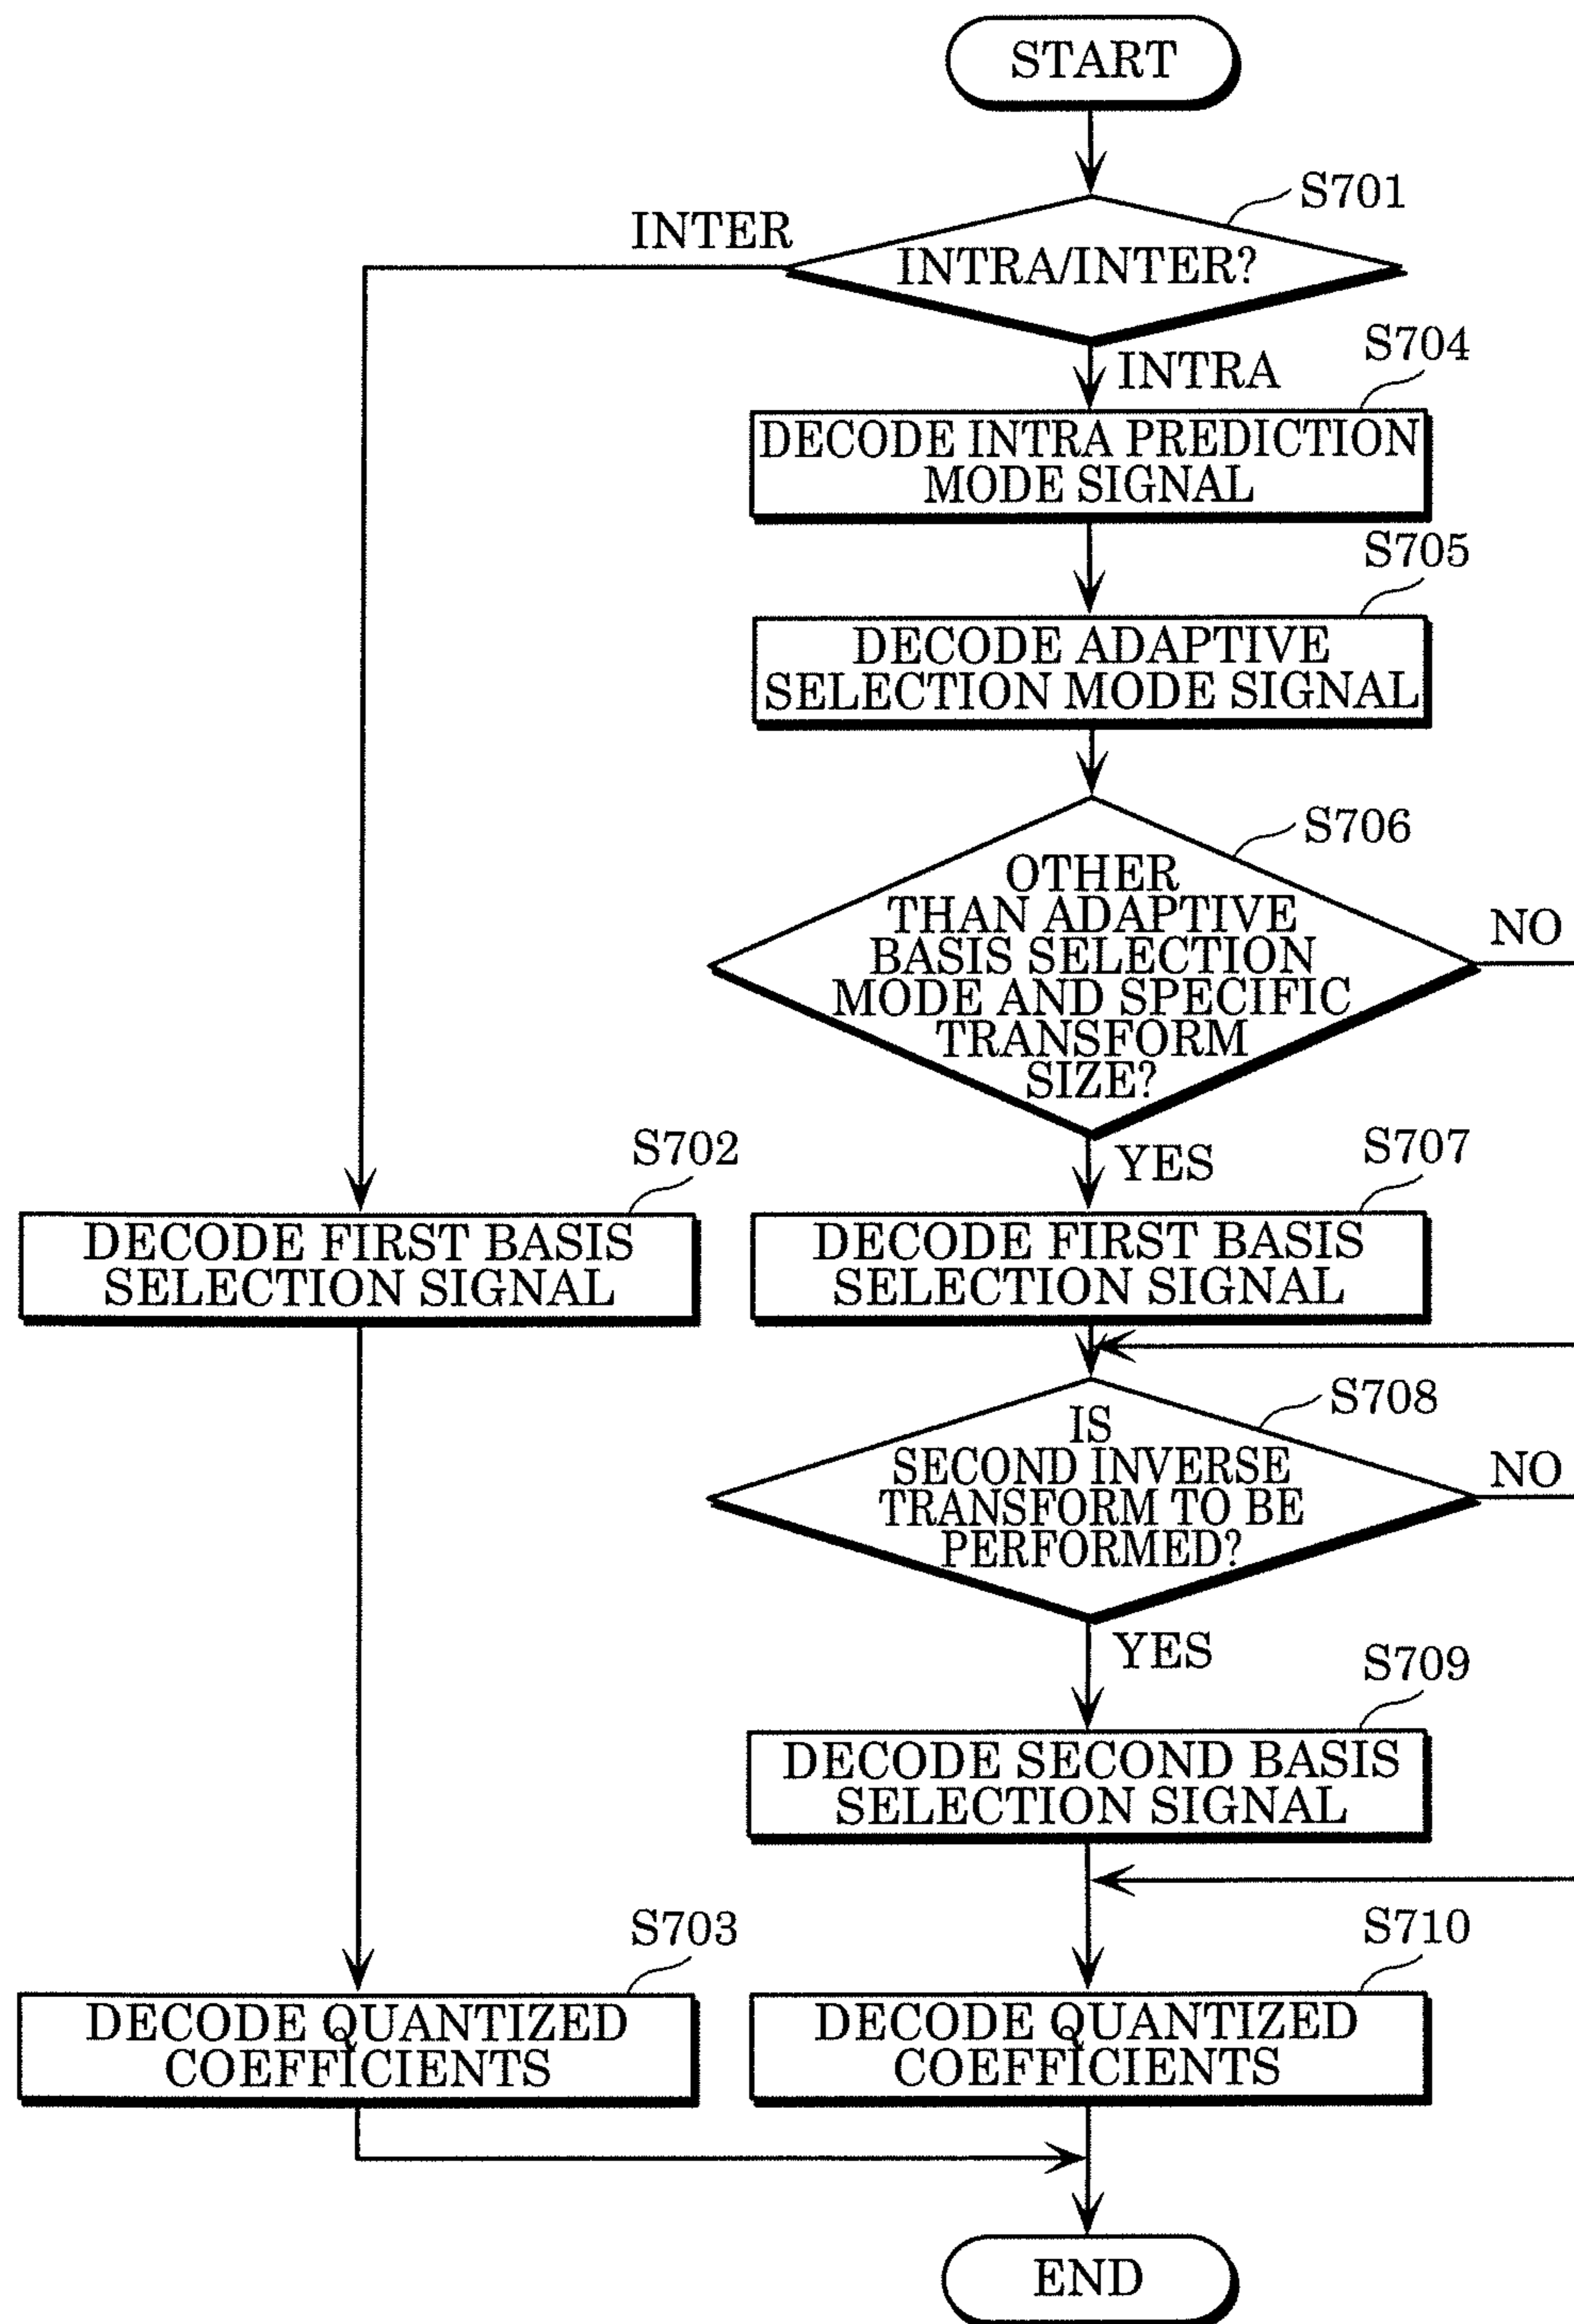 START
S701
INTER
INTRA/INTER?
INTRA
S704
DECODE INTRA PREDICTION
MODE SIGNAL
S705
DECODE ADAPTIVE
SELECTION MODE SIGNAL
S706
OTHER
THAN ADAPTIVE
BASIS SELECTION
MODE AND SPECIFIC
TRANSFORM
SIZE?
NO
YES
S702
DECODE FIRST BASIS
SELECTION SIGNAL
S707
DECODE FIRST BASIS
SELECTION SIGNAL
S708
IS
SECOND INVERSE
TRANSFORM TO BE
PERFORMED?
NO
YES
S709
DECODE SECOND BASIS
SELECTION SIGNAL
S703
DECODE QUANTIZED
COEFFICIENTS
S710
DECODE QUANTIZED
COEFFICIENTS
END